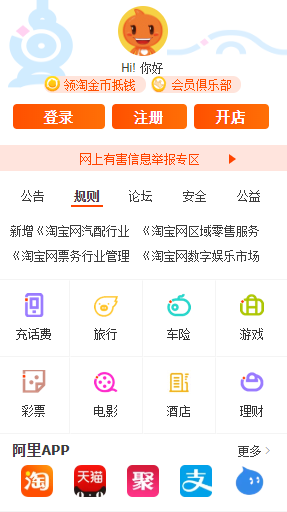 Hi! 你好
领淘金币抵钱 会员俱乐部
登录 注册 开店
网上有害信息举报专区
公告 规则 论坛 安全 公益
新增《淘宝网汽配行业 《淘宝网区域零售服务
《淘宝网票务行业管理 《淘宝网数字娱乐市场
充话费 旅行 车险 游戏
彩票 电影 酒店 理财
阿里APP 更多
淘 天猫 聚 支